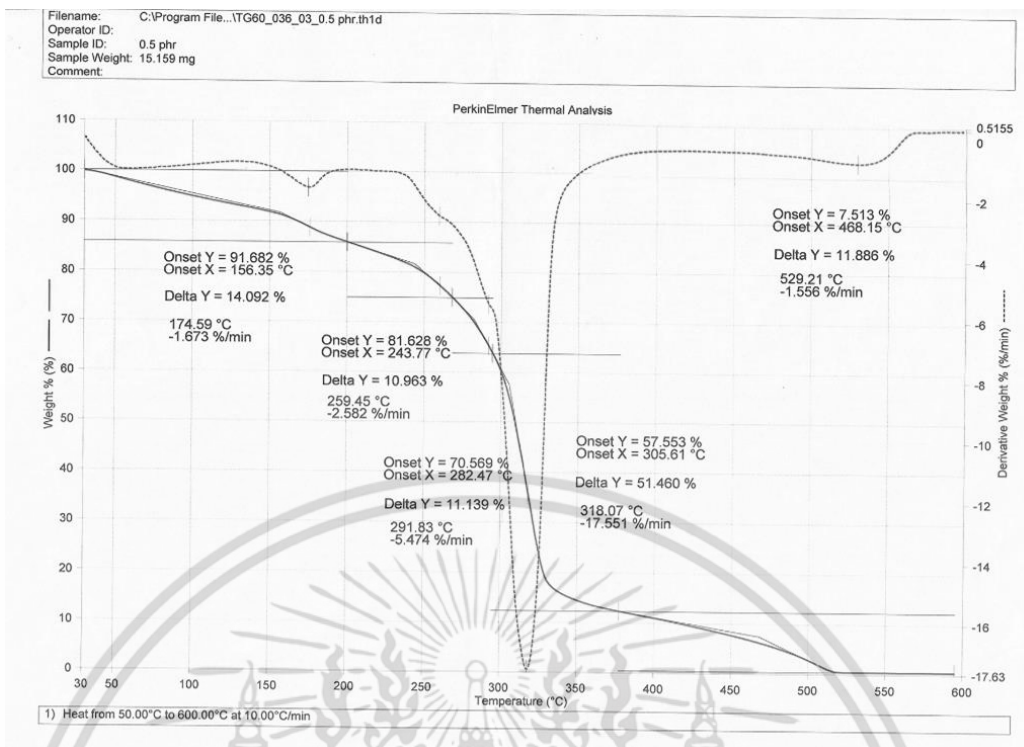 Filename: C:\Program File...\TG60_036_03_0.5 phr.th1d
Operator ID:
Sample ID: 0.5 phr
Sample Weight: 15.159 mg
Comment:
PerkinElmer Thermal Analysis
110
100
90
80
70
60
50
40
30
20
10
0
Weight % (%)
Onset Y = 91.682 %
Onset X = 156.35 °C
Delta Y = 14.092 %
174.59 °C
-1.673 %/min
Onset Y = 81.628 %
Onset X = 243.77 °C
Delta Y = 10.963 %
259.45 °C
-2.582 %/min
Onset Y = 70.569 %
Onset X = 282.47 °C
Delta Y = 11.139 %
291.83 °C
-5.474 %/min
Onset Y = 57.553 %
Onset X = 305.61 °C
Delta Y = 51.460 %
318.07 °C
-17.551 %/min
Onset Y = 7.513 %
Onset X = 468.15 °C
Delta Y = 11.886 %
529.21 °C
-1.556 %/min
0.5155
0
-2
-4
-6
-8
-10
-12
-14
-16
-17.63
Derivative Weight % (%/min)
30 50 100 150 200 250 300 350 400 450 500 550 600
Temperature (°C)
1) Heat from 50.00°C to 600.00°C at 10.00°C/min